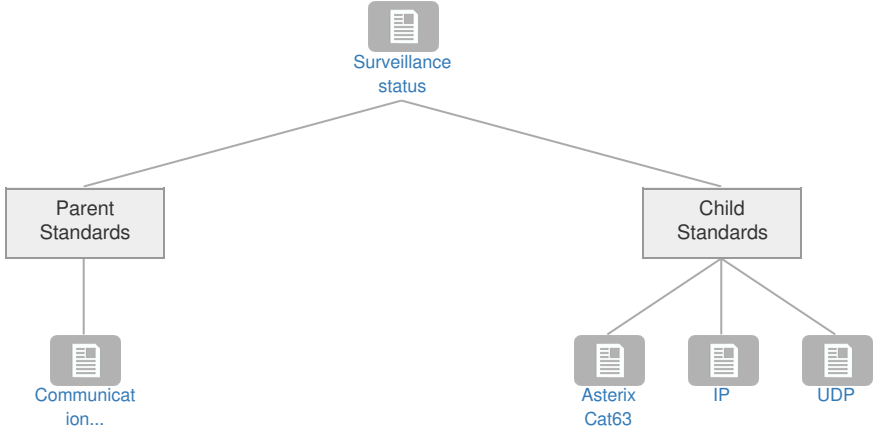 Surveillance
status
Parent
Standards
Child
Standards
Communicat
ion...
Asterix
Cat63
IP
UDP